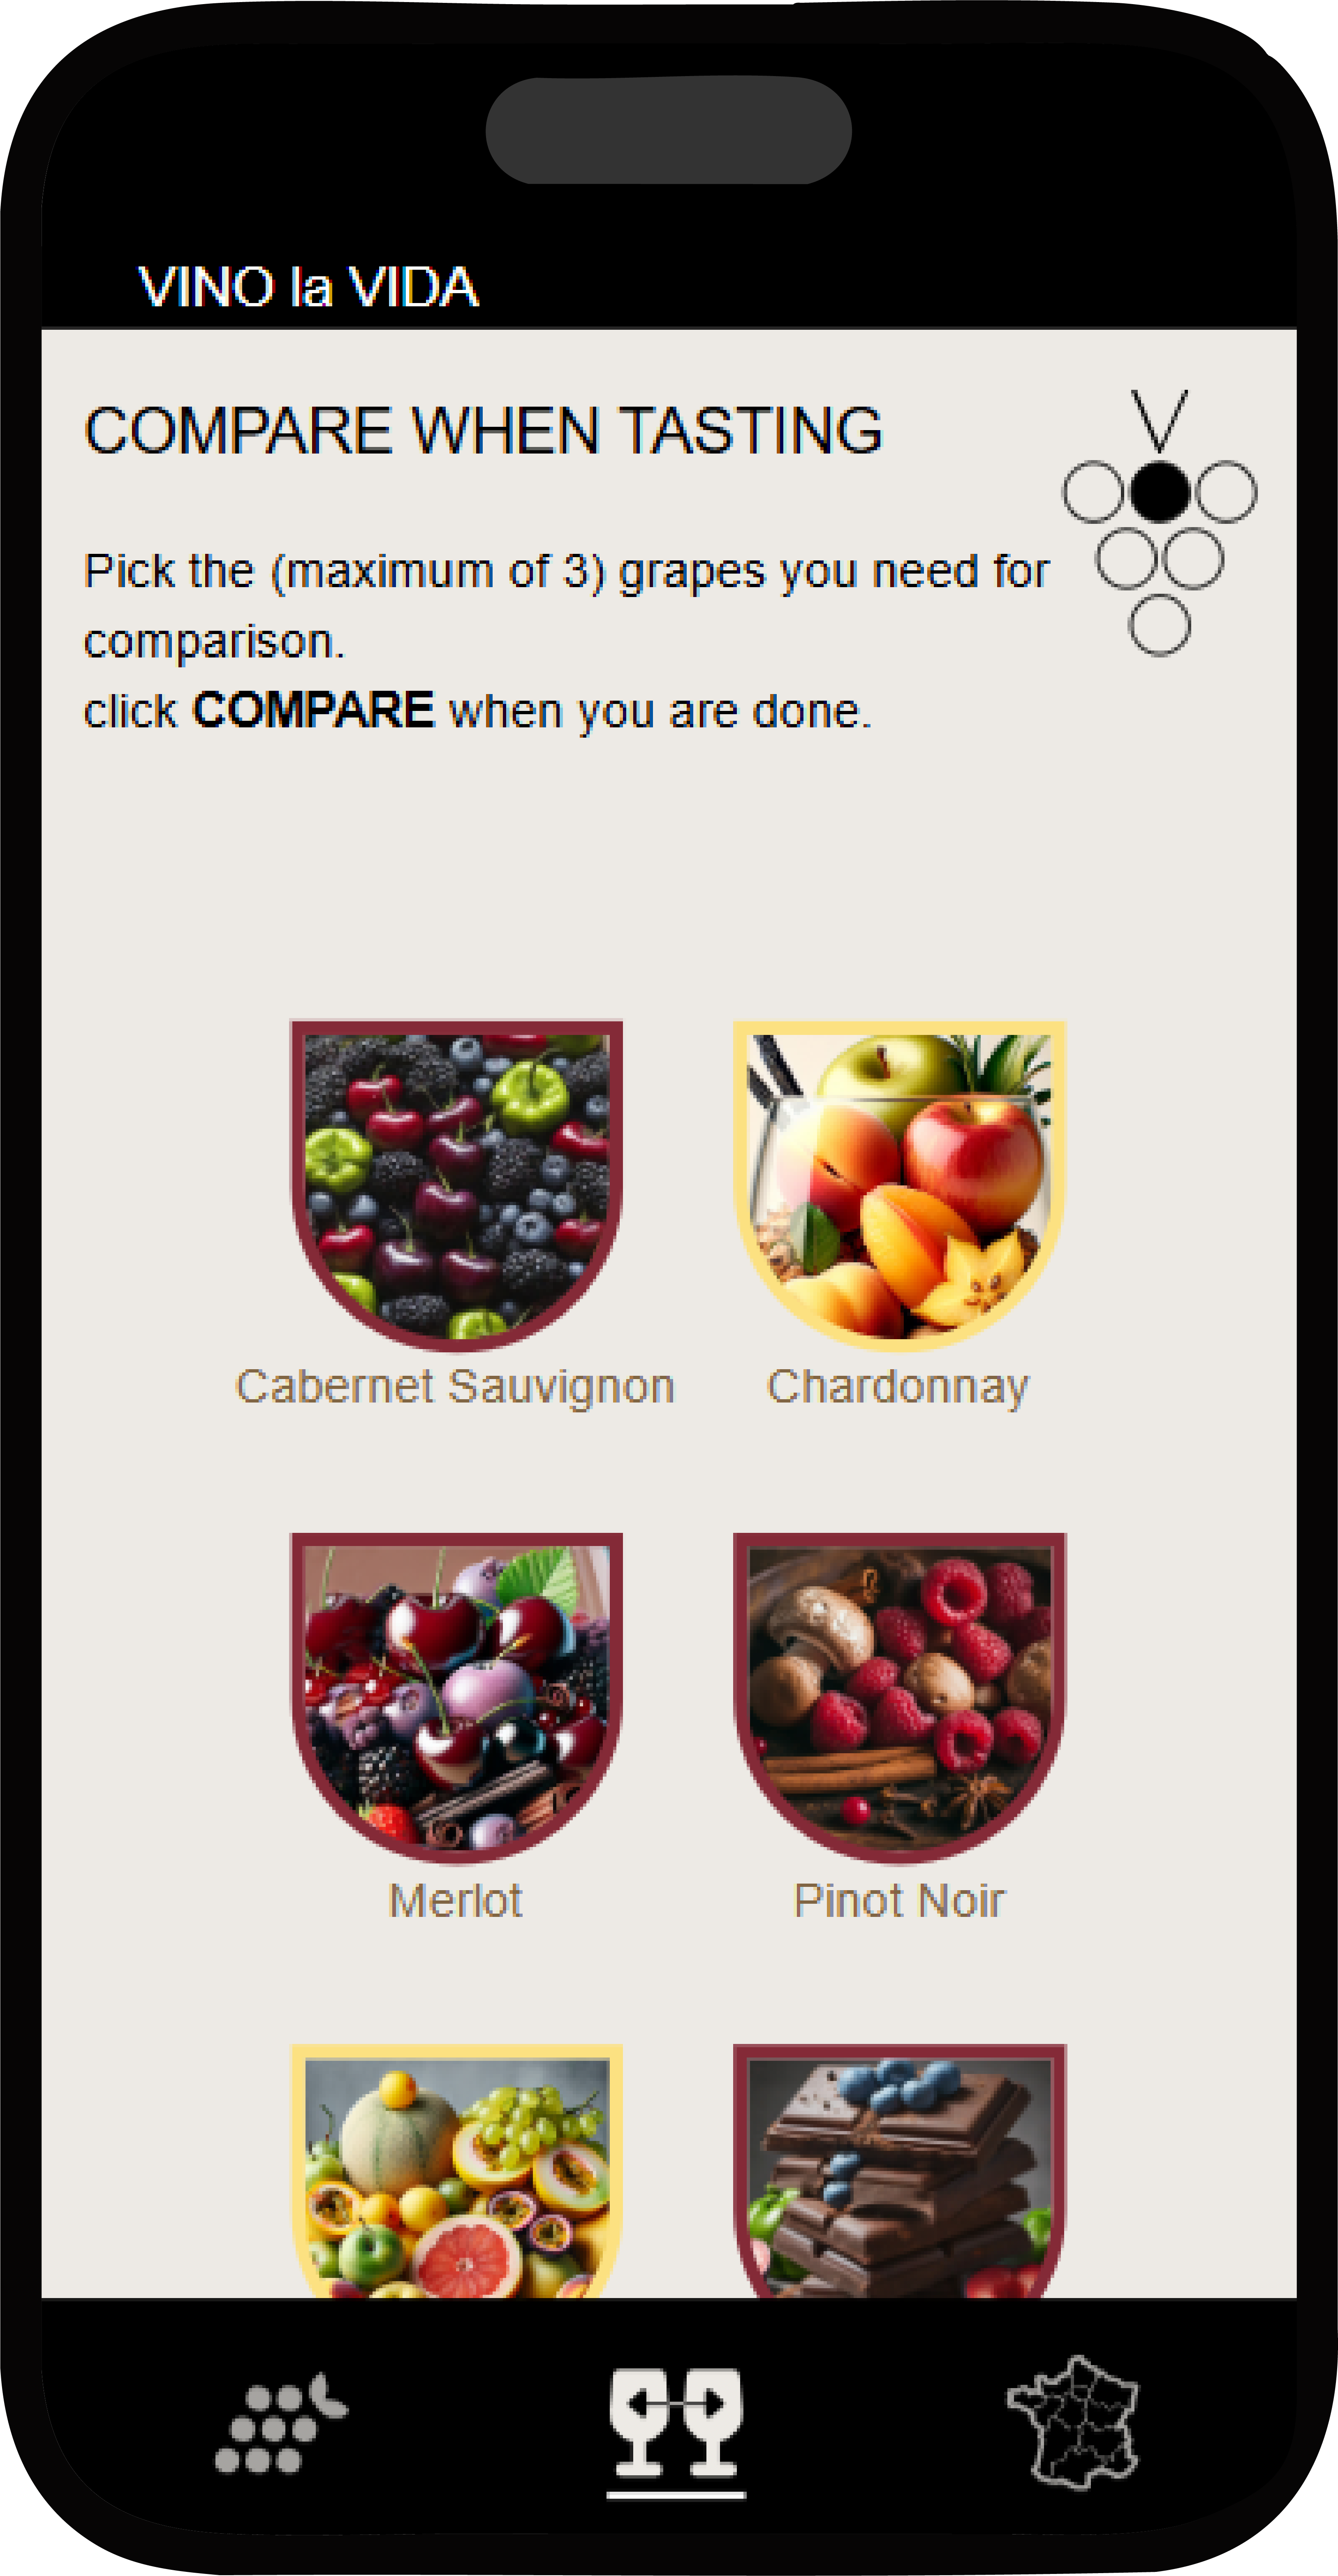 VINO la VIDA
COMPARE WHEN TASTING
Pick the (maximum of 3) grapes you need for
comparison.
click COMPARE when you are done.
Cabernet Sauvignon
Chardonnay
Merlot
Pinot Noir